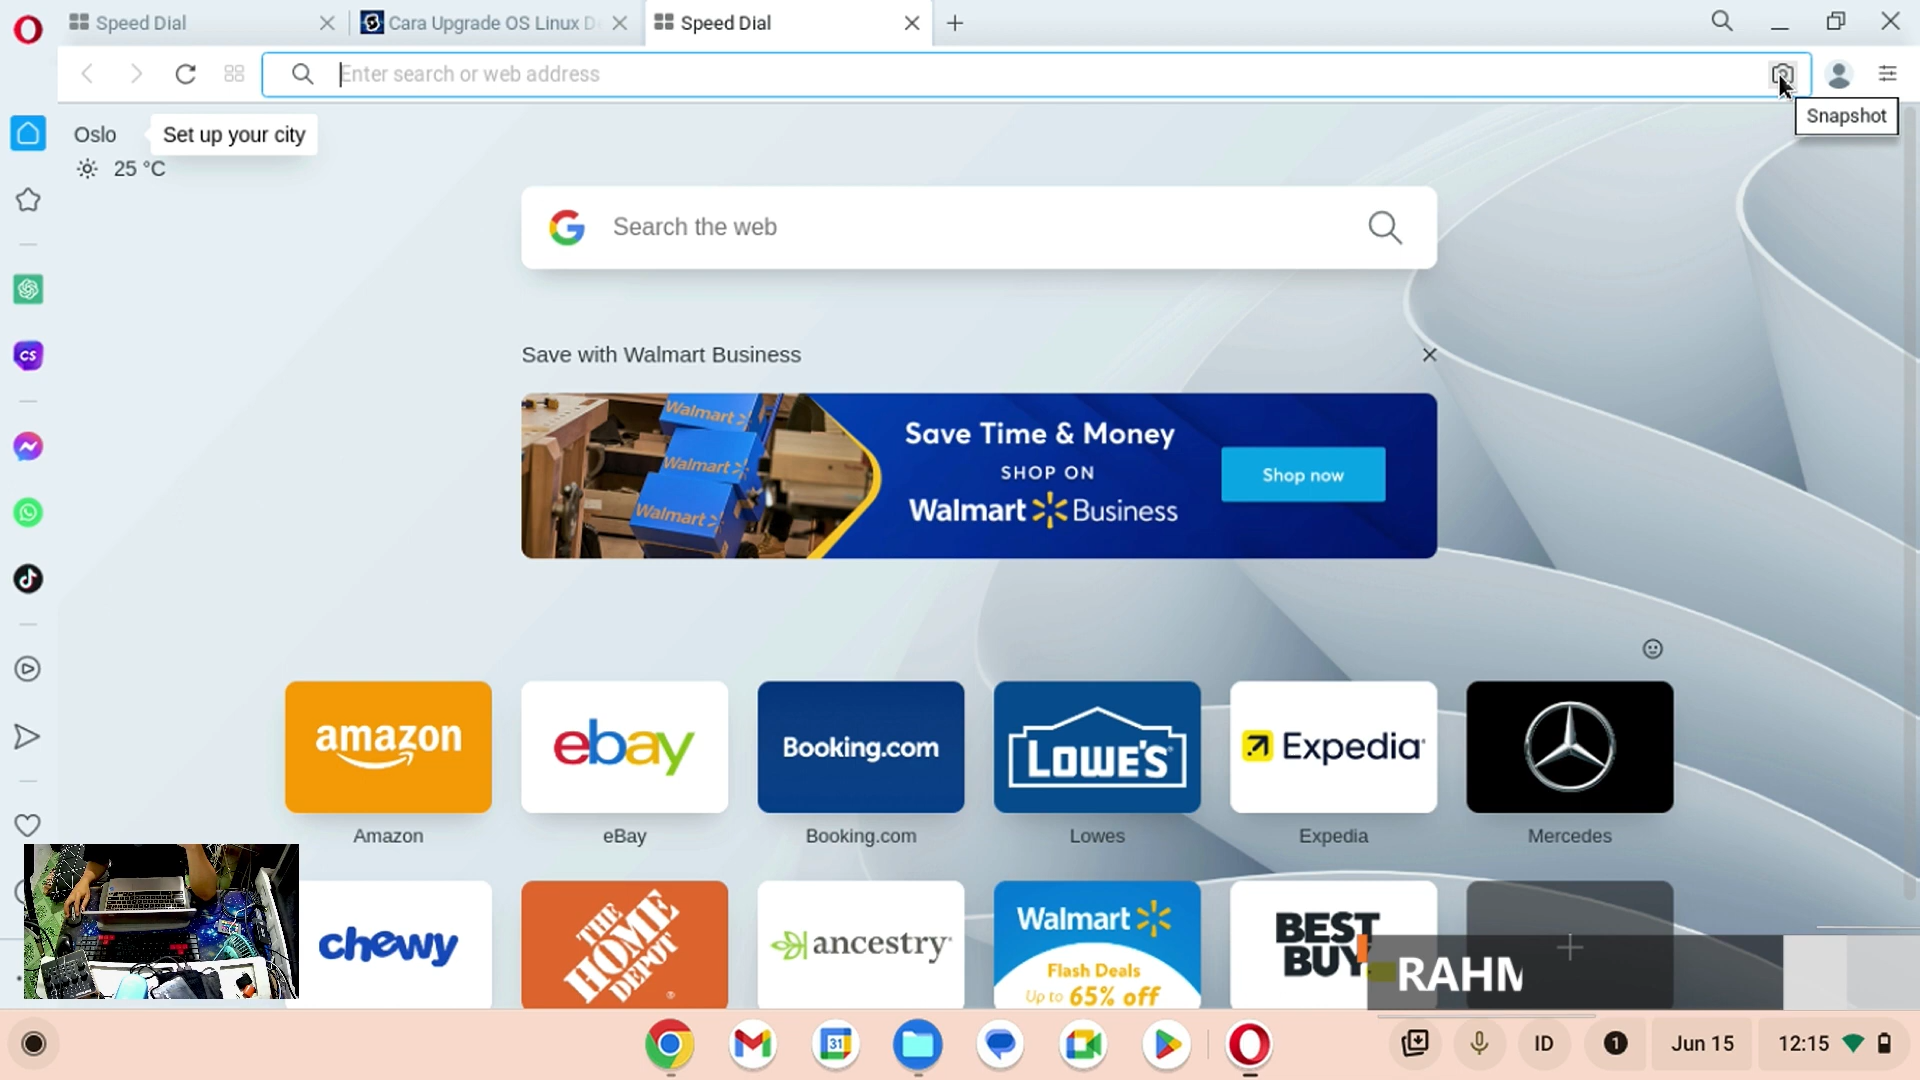 Speed Dial
Cara Upgrade OS Linux D
Speed Dial
Enter search or web address
Snapshot
Oslo
Set up your city
25 °C
Search the web
CS
Save with Walmart Business
Walmart
Walmart
Walmart
Save Time & Money
SHOP ON
Walmart Business
Shop now
amazon
ebay
Booking.com
LOWE'S
Expedia
Amazon
eBay
Booking.com
Lowes
Expedia
Mercedes
chewy
THE HOME DEPOT
ancestry
Walmart
Flash Deals
Up to 65% off
BEST BUY
RAHM
31
ID
1
Jun 15
12:15